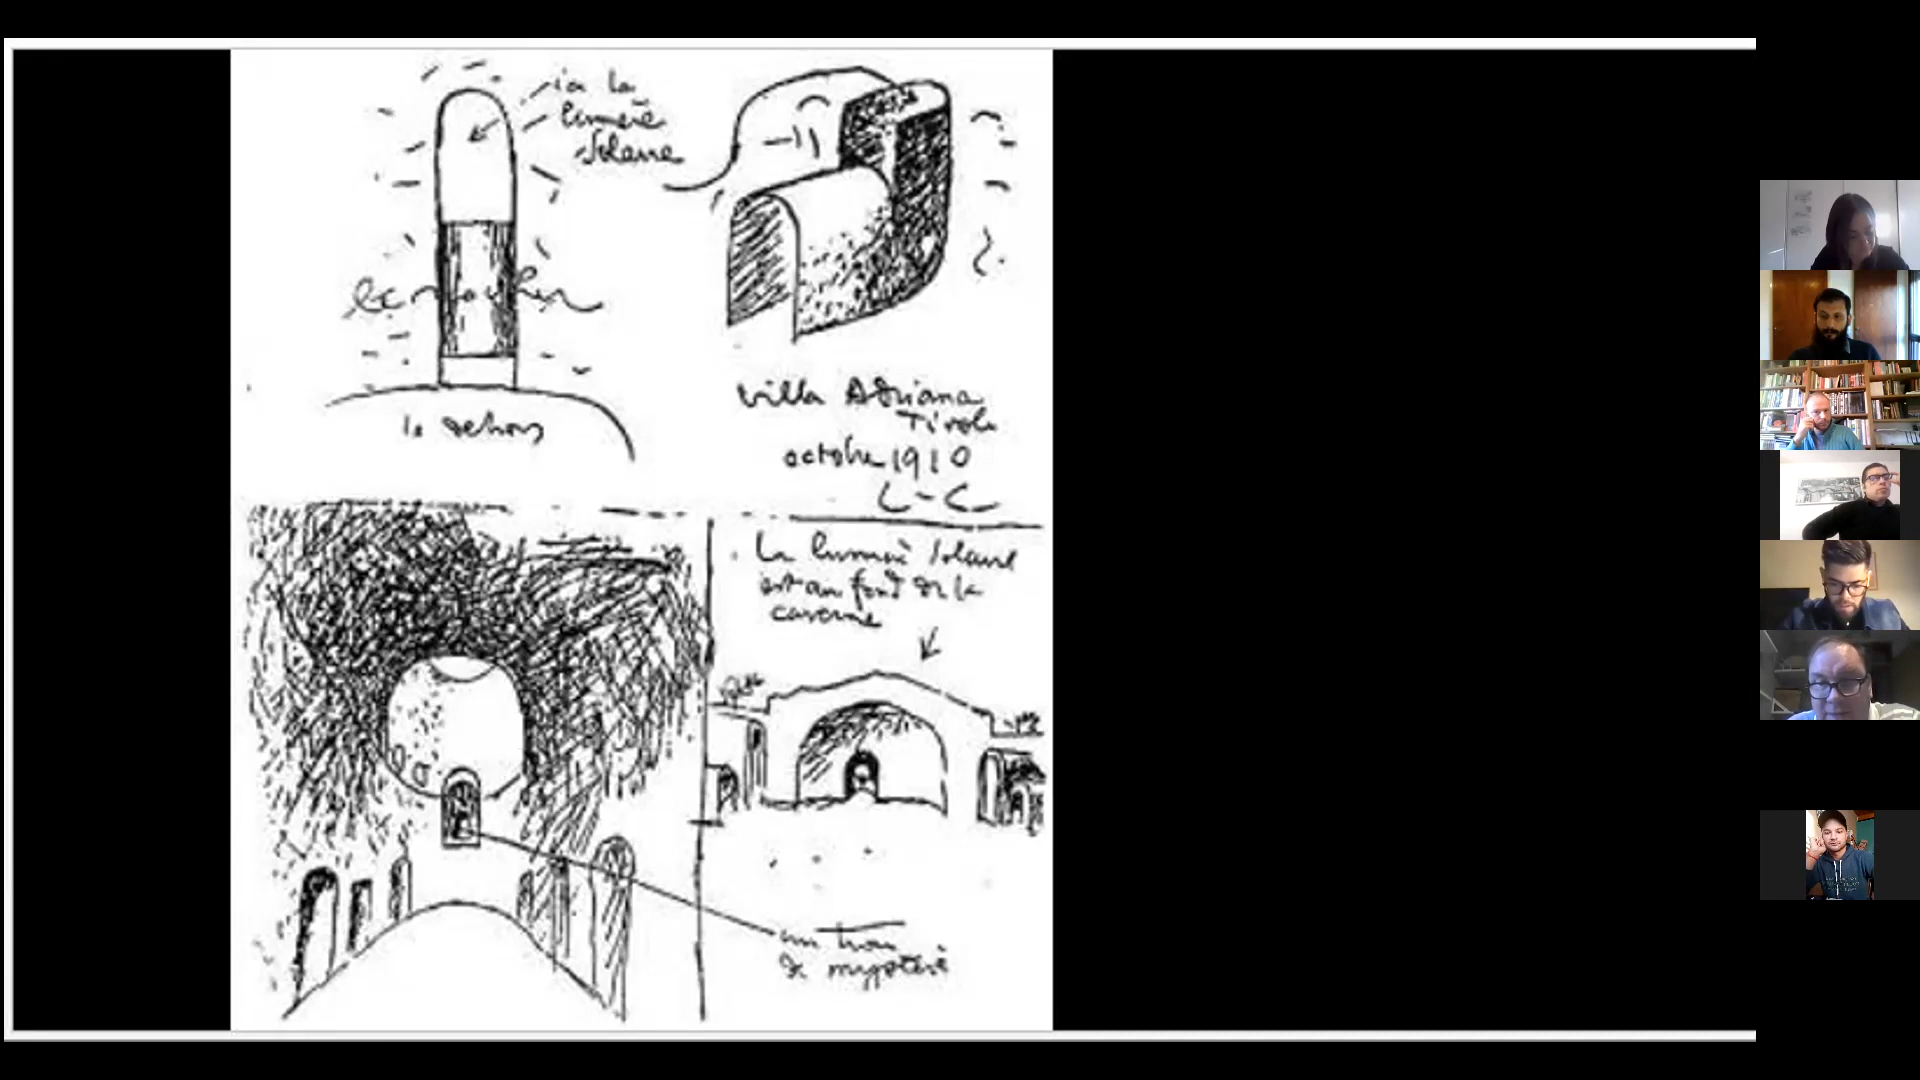 ici la
lumière
solaire
le rocher
le dehors
villa Adriana
Tivoli
octobre 1910
L-C
La lumiè solaire
est au fond de la
caverne
un trou
de mystère